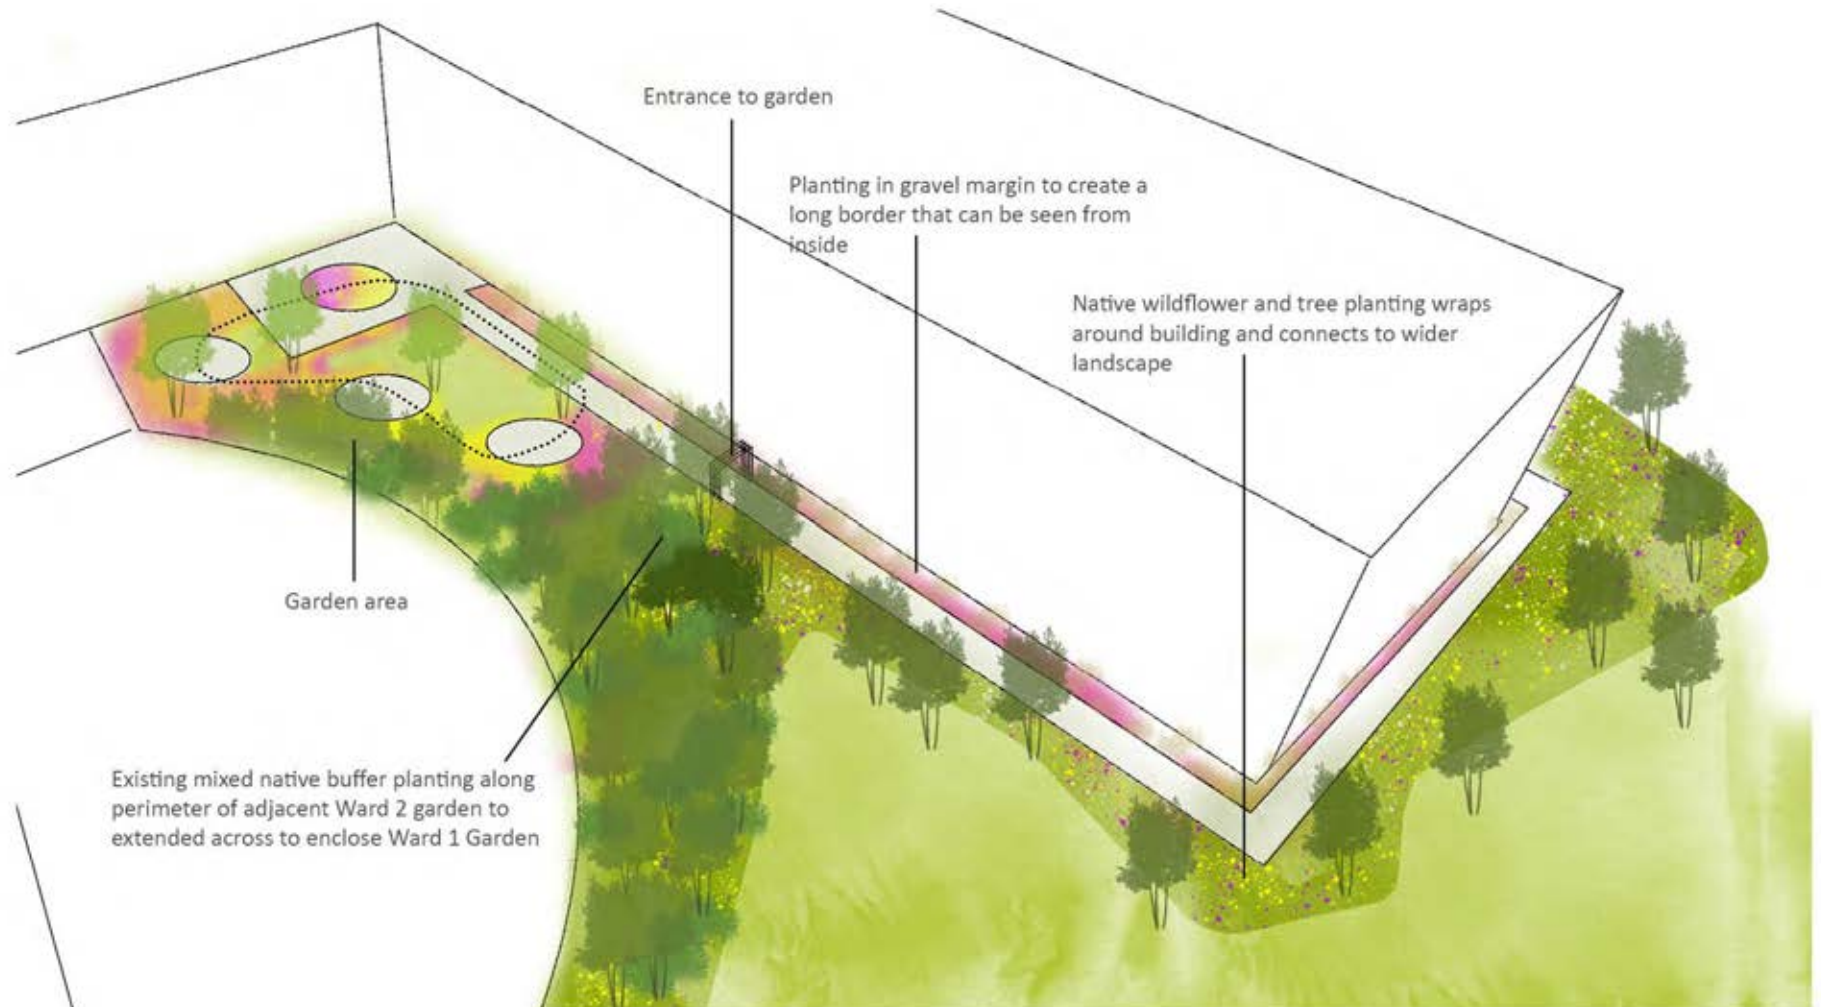 Entrance to garden
Planting in gravel margin to create a
long border that can be seen from
inside
Native wildflower and tree planting wraps
around building and connects to wider
landscape
Garden area
Existing mixed native buffer planting along
perimeter of adjacent Ward 2 garden to
extended across to enclose Ward 1 Garden